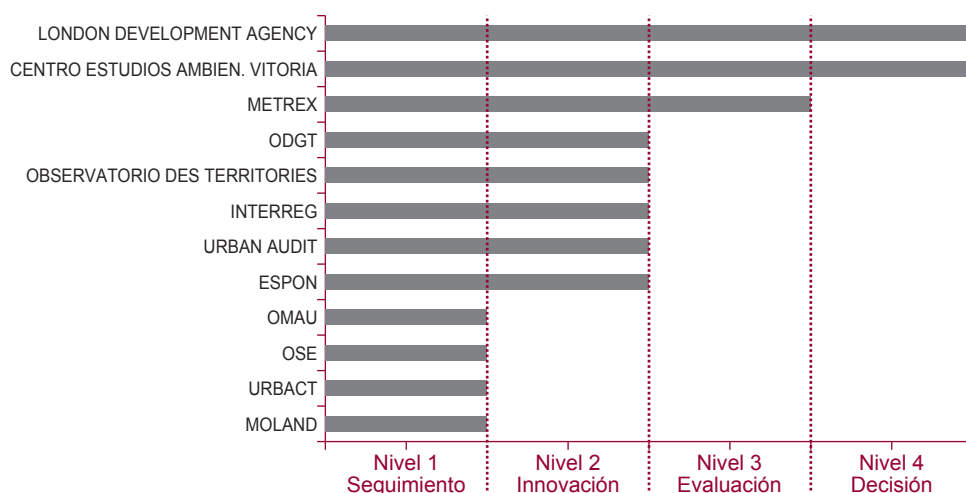 LONDON DEVELOPMENT AGENCY
CENTRO ESTUDIOS AMBIEN. VITORIA
METREX
ODGT
OBSERVATORIO DES TERRITORIES
INTERREG
URBAN AUDIT
ESPON
OMAU
OSE
URBACT
MOLAND
Nivel 1 Nivel 2 Nivel 3 Nivel 4
Seguimiento Innovación Evaluación Decisión